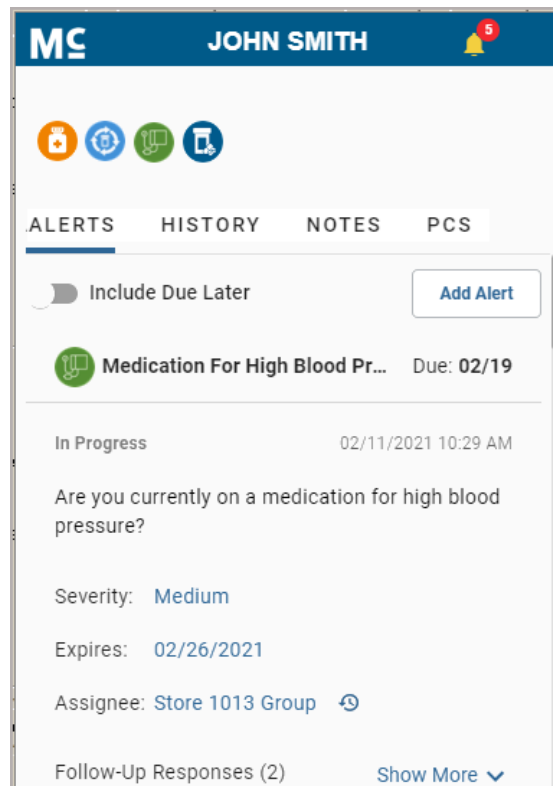 Mc JOHN SMITH 5
ALERTS HISTORY NOTES PCS
Include Due Later Add Alert
Medication For High Blood Pr... Due: 02/19
In Progress 02/11/2021 10:29 AM
Are you currently on a medication for high blood
pressure?
Severity: Medium
Expires: 02/26/2021
Assignee: Store 1013 Group
Follow-Up Responses (2) Show More